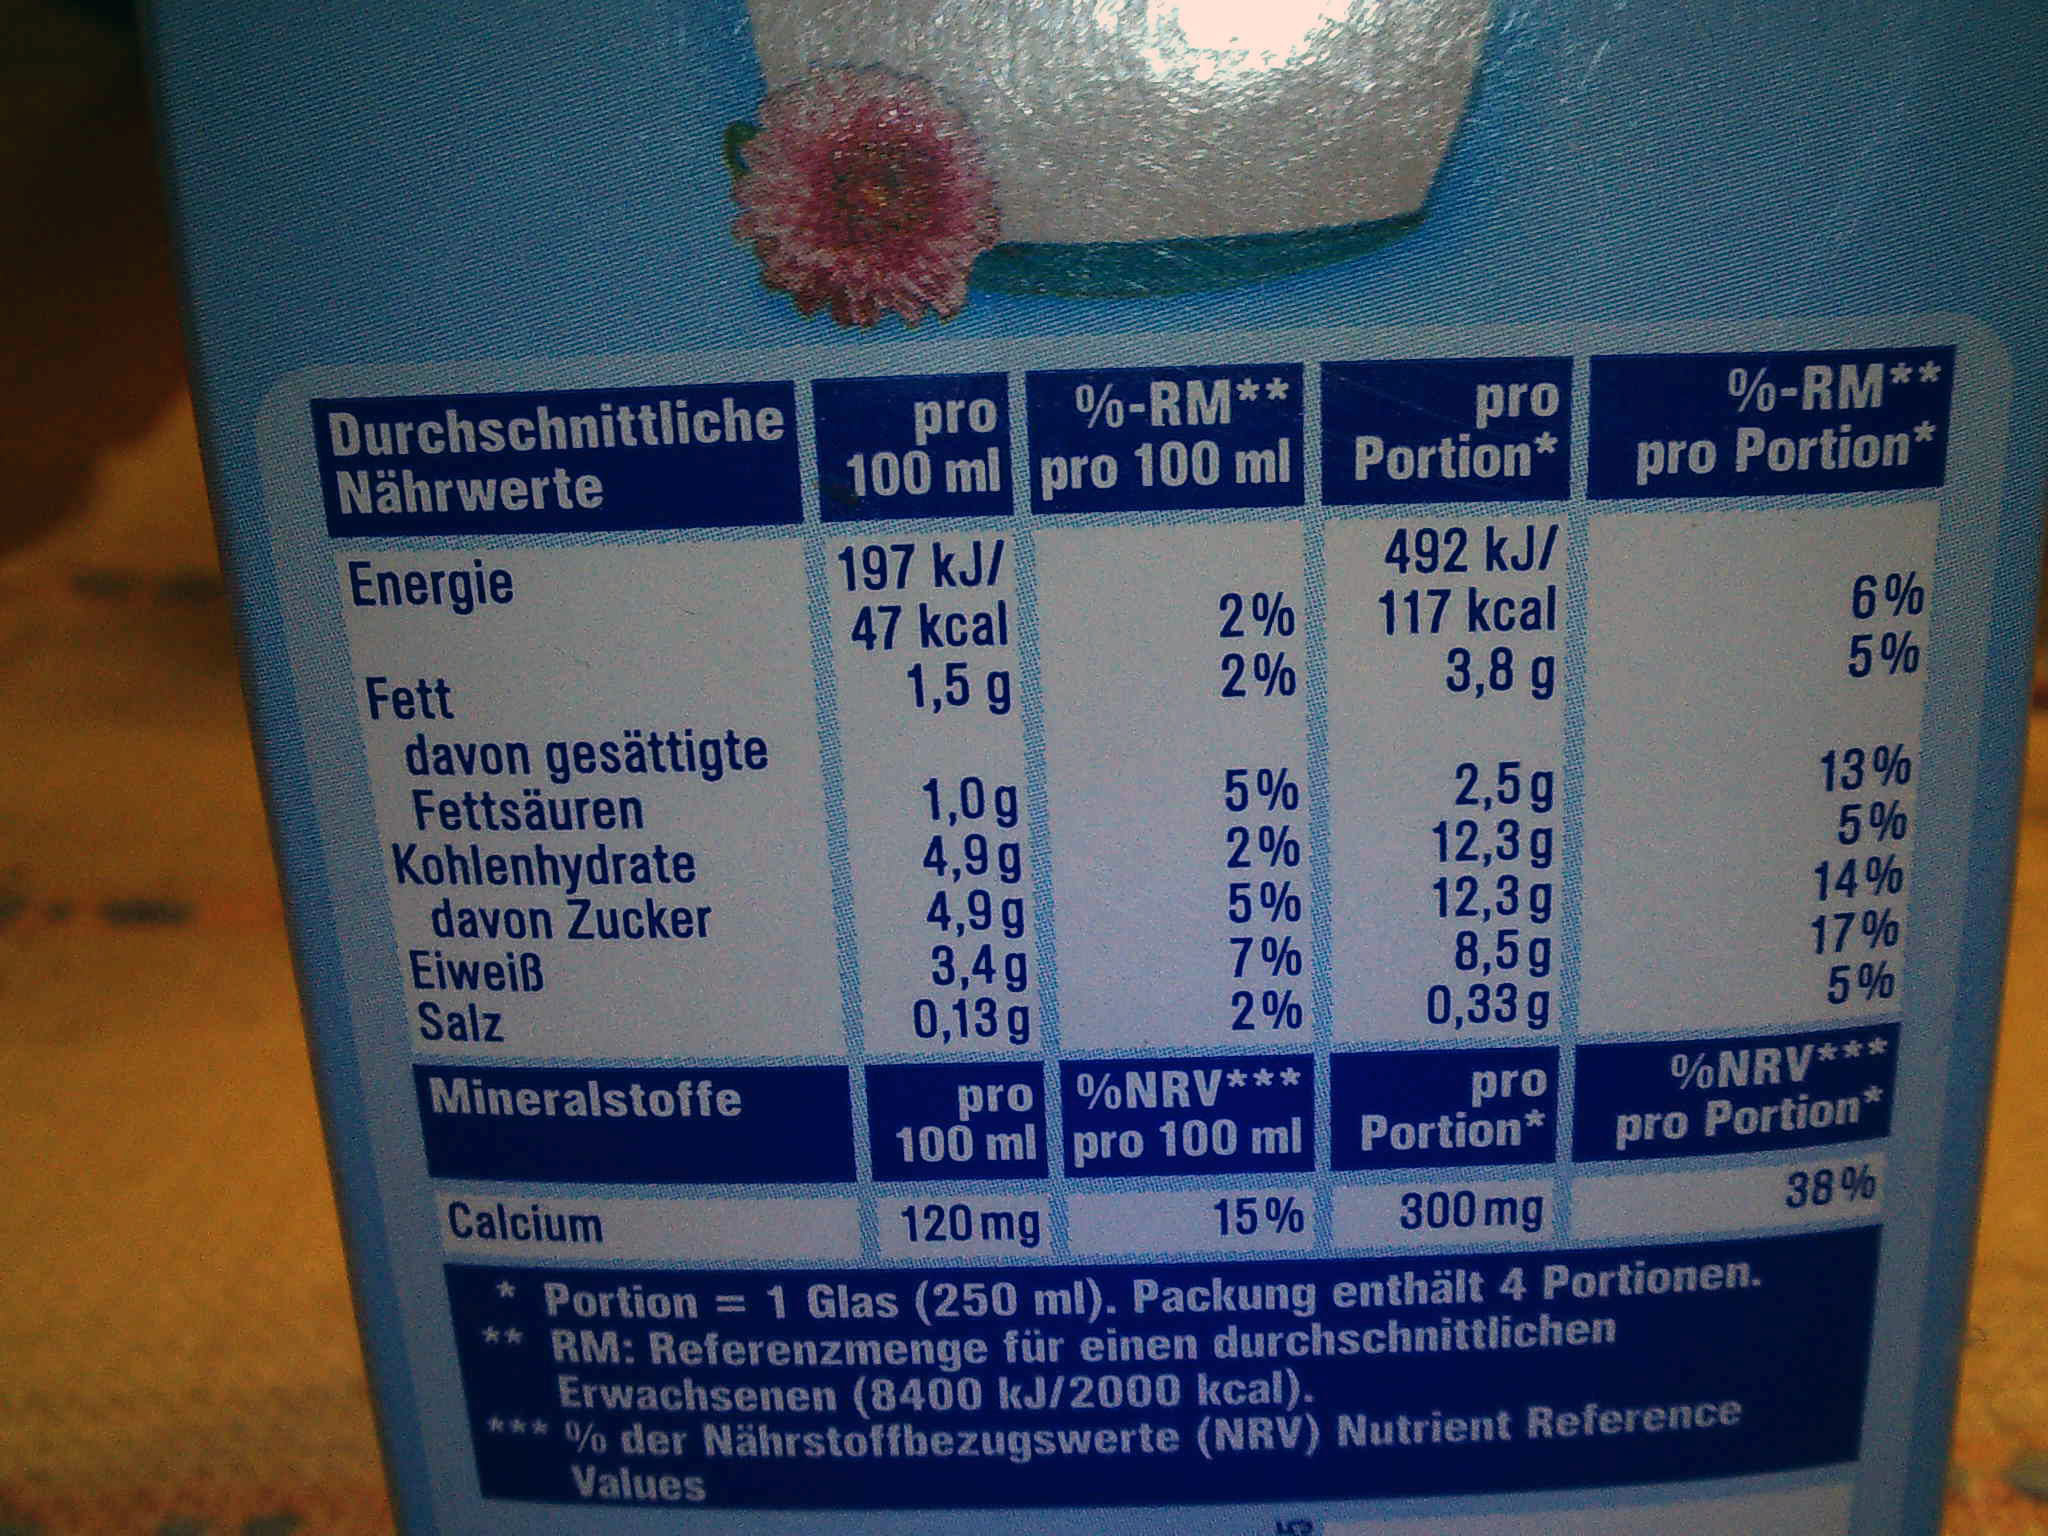 Durchschnittliche Nährwerte pro 100 ml %-RM** pro 100 ml pro Portion* %-RM** pro Portion*
Energie 197 kJ/ 492 kJ/
47 kcal 2% 117 kcal 6%
Fett 1,5 g 2% 3,8 g 5%
davon gesättigte
Fettsäuren 1,0 g 5% 2,5 g 13%
Kohlenhydrate 4,9 g 2% 12,3 g 5%
davon Zucker 4,9 g 5% 12,3 g 14%
Eiweiß 3,4 g 7% 8,5 g 17%
Salz 0,13 g 2% 0,33 g 5%
Mineralstoffe pro 100 ml %NRV*** pro 100 ml pro Portion* %NRV*** pro Portion*
Calcium 120 mg 15% 300 mg 38%
* Portion = 1 Glas (250 ml). Packung enthält 4 Portionen.
** RM: Referenzmenge für einen durchschnittlichen
Erwachsenen (8400 kJ/2000 kcal).
*** % der Nährstoffbezugswerte (NRV) Nutrient Reference
Values